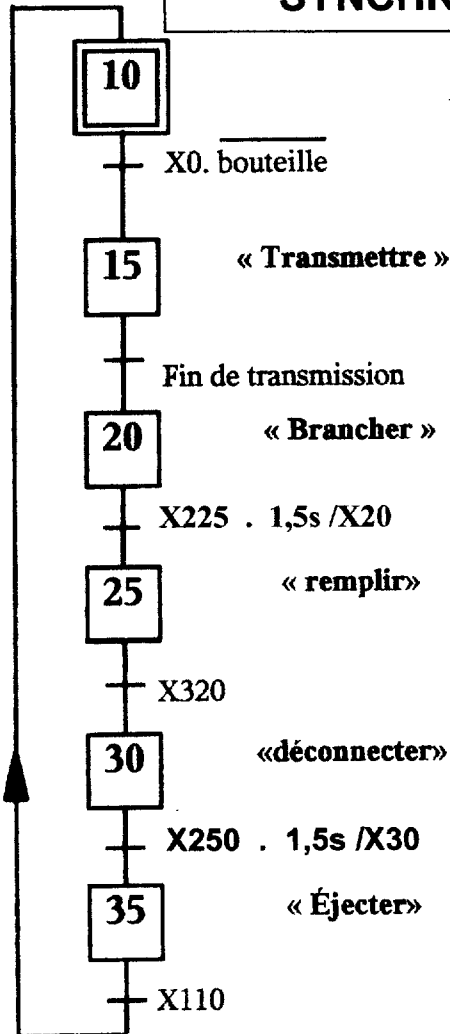 10
X0. bouteille
15 « Transmettre »
Fin de transmission
20 « Brancher »
X225 . 1,5s /X20
25 « remplir»
X320
30 «déconnecter»
X250 . 1,5s /X30
35 « Éjecter»
X110